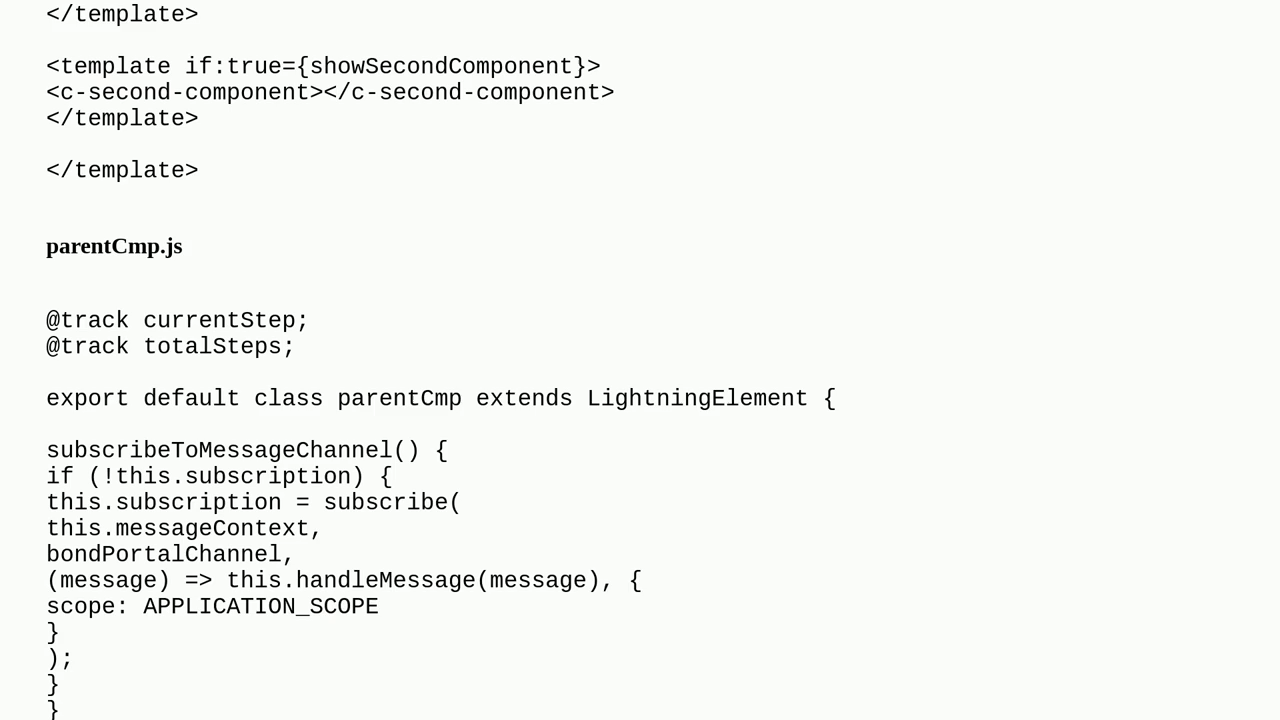 </template>
<template if:true={showSecondComponent}>
<c-second-component></c-second-component>
</template>
</template>
parentCmp.js
@track currentStep;
@track totalSteps;
export default class parentCmp extends LightningElement {
subscribeToMessageChannel() {
if (!this.subscription) {
this.subscription = subscribe(
this.messageContext,
bondPortalChannel,
(message) => this.handleMessage(message), {
scope: APPLICATION_SCOPE
}
);
}
}